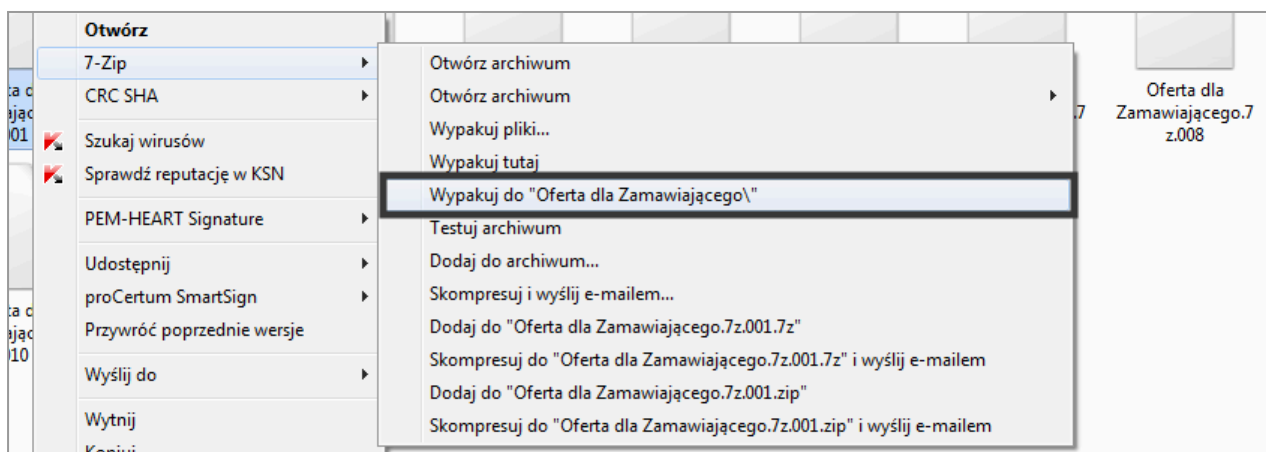 Otwórz
7-Zip
CRC SHA
Szukaj wirusów
Sprawdź reputację w KSN
PEM-HEART Signature
Udostępnij
proCertum SmartSign
Przywróć poprzednie wersje
Wyślij do
Wytnij
Otwórz archiwum
Otwórz archiwum
Wypakuj pliki...
Wypakuj tutaj
Wypakuj do "Oferta dla Zamawiającego\"
Testuj archiwum
Dodaj do archiwum...
Skompresuj i wyślij e-mailem...
Dodaj do "Oferta dla Zamawiającego.7z.001.7z"
Skompresuj do "Oferta dla Zamawiającego.7z.001.7z" i wyślij e-mailem
Dodaj do "Oferta dla Zamawiającego.7z.001.zip"
Skompresuj do "Oferta dla Zamawiającego.7z.001.zip" i wyślij e-mailem
Oferta dla
Zamawiającego.7
z.008